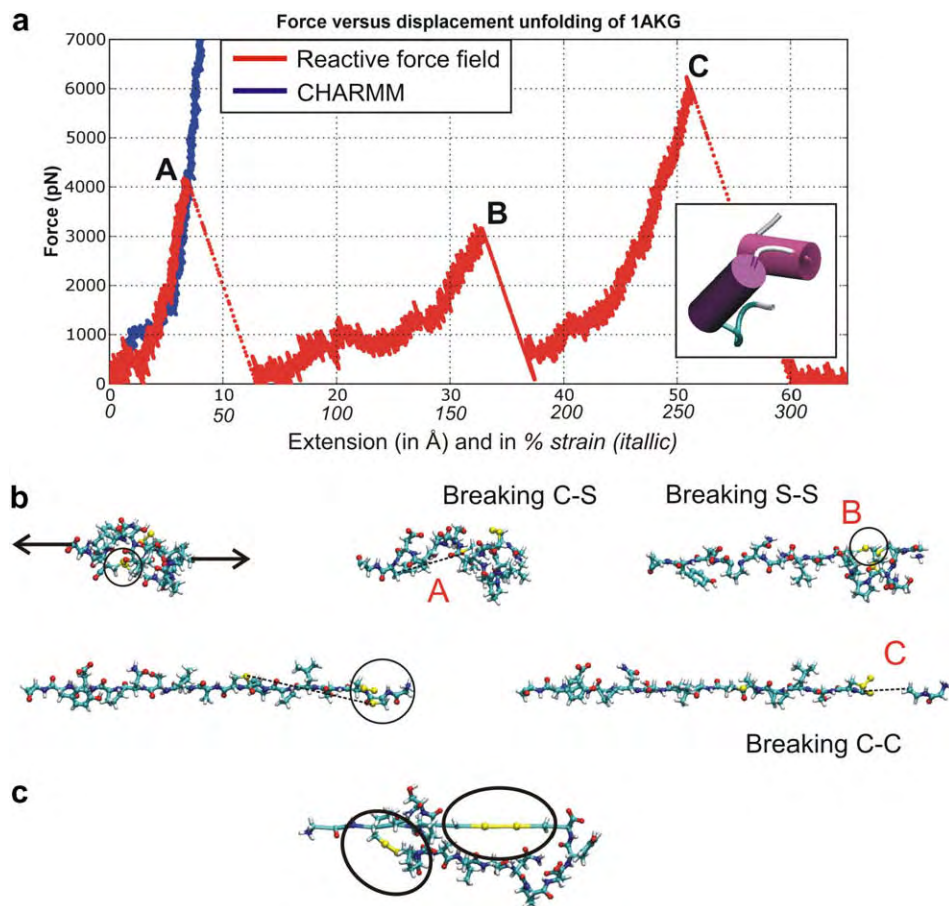 a
Force versus displacement unfolding of 1AKG
7000
6000
5000
4000
3000
2000
1000
0
Force (pN)
Reactive force field
CHARMM
A
B
C
0 10 20 30 40 50 60
50 100 150 200 250 300
Extension (in Å) and in % strain (itallic)
b
Breaking C-S
Breaking S-S
A
B
C
Breaking C-C
c